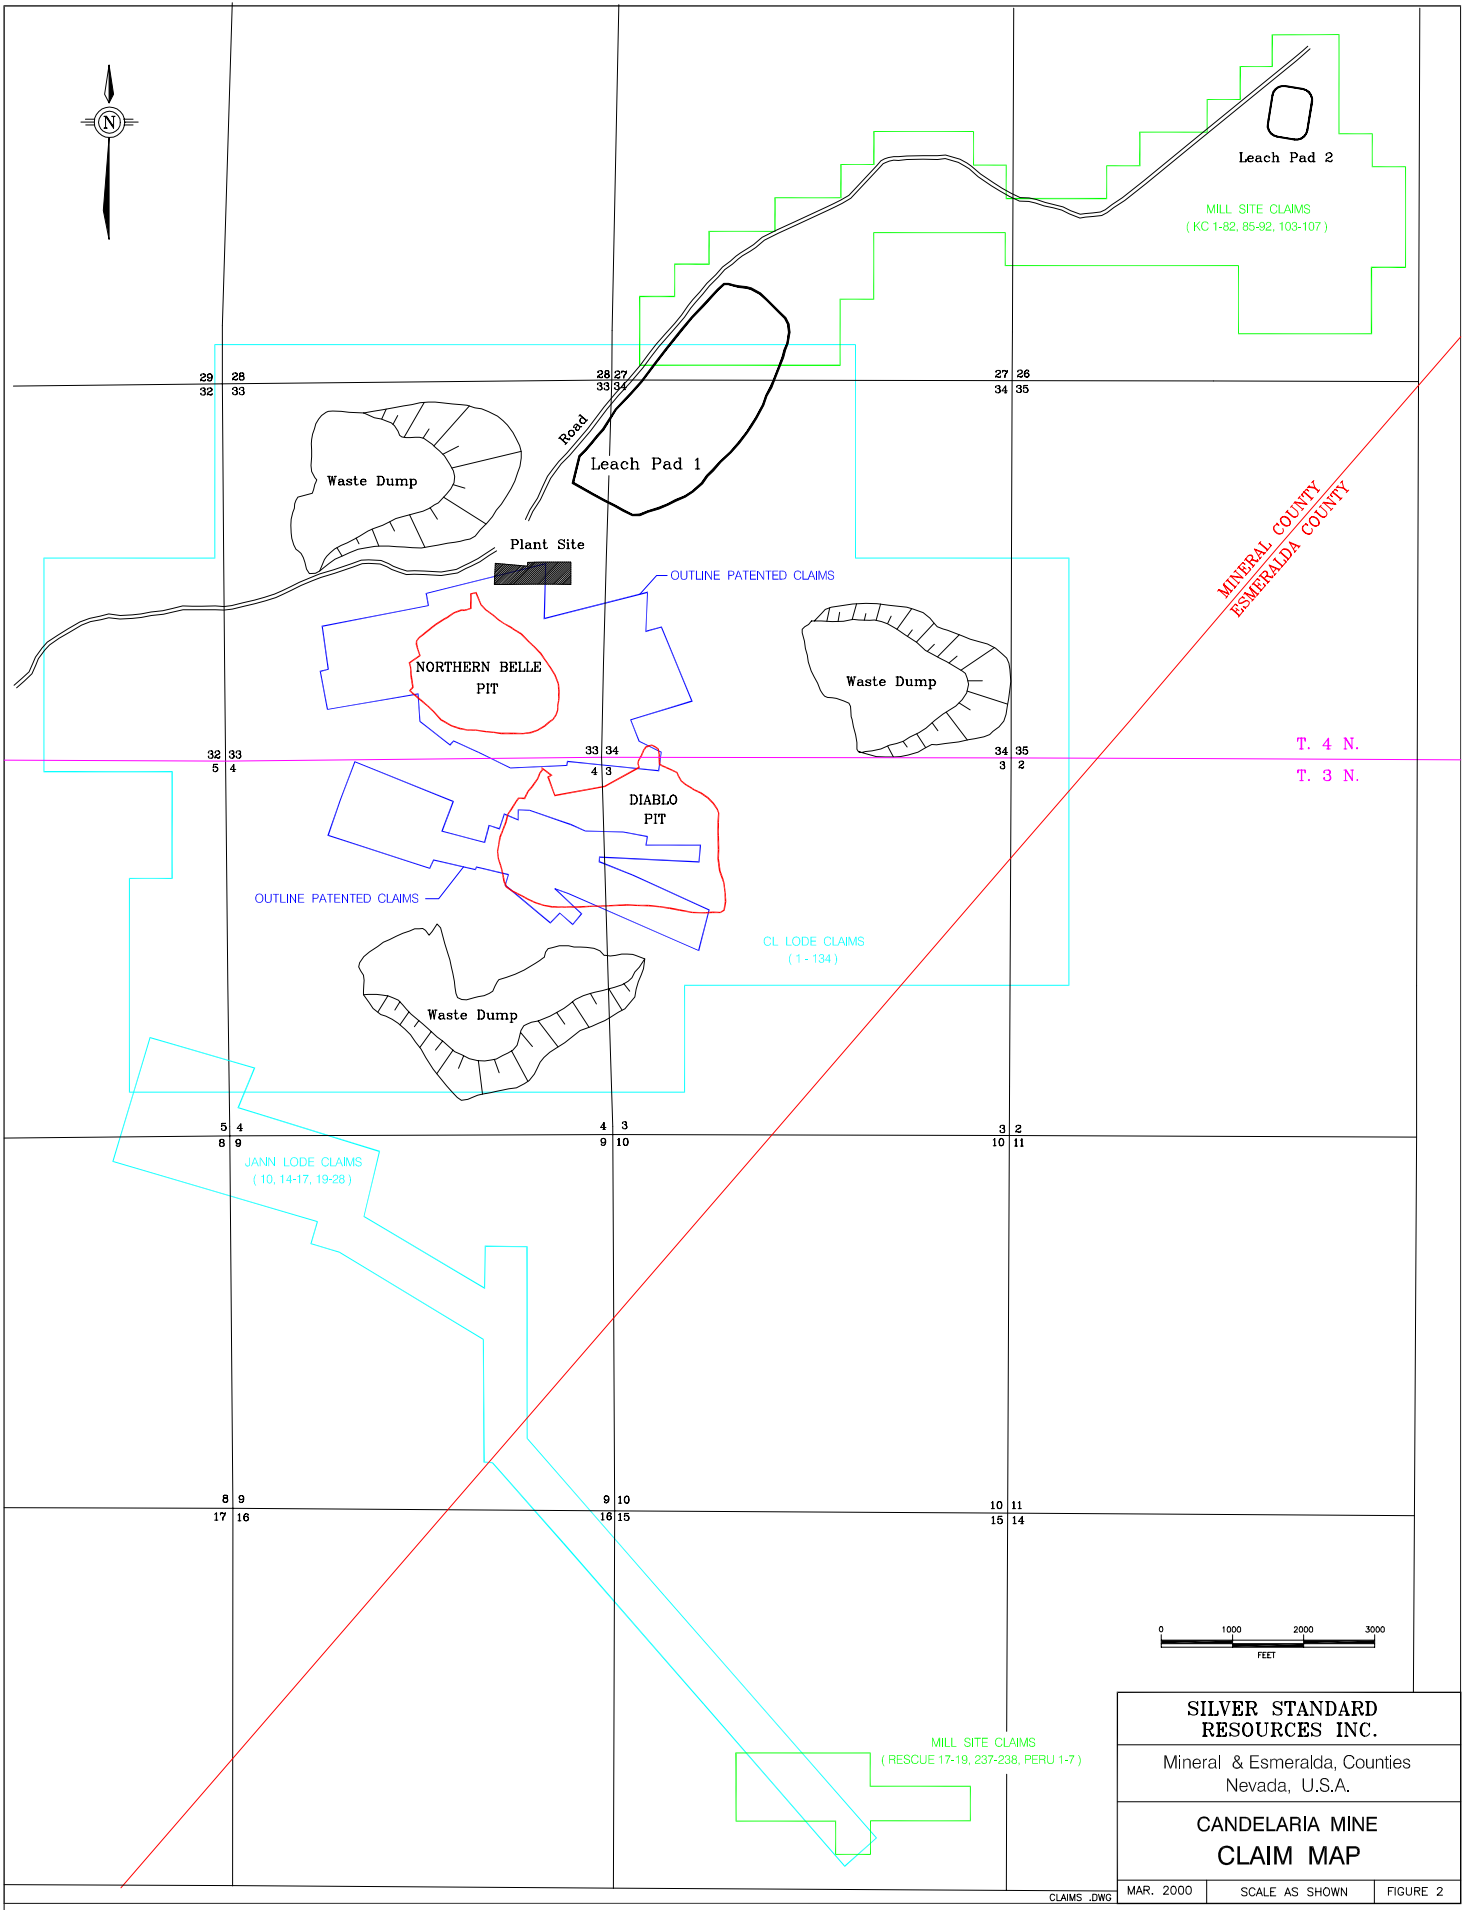 N
Leach Pad 2
MILL SITE CLAIMS
( KC 1-82, 85-92, 103-107 )
29 28
32 33
28 27
33 34
27 26
34 35
Road
Leach Pad 1
Waste Dump
MINERAL COUNTY
ESMERALDA COUNTY
Plant Site
OUTLINE PATENTED CLAIMS
NORTHERN BELLE
PIT
Waste Dump
32 33
5 4
33 34
4 3
34 35
3 2
T. 4 N.
T. 3 N.
DIABLO
PIT
OUTLINE PATENTED CLAIMS
CL LODE CLAIMS
( 1 - 134 )
Waste Dump
5 4
8 9
4 3
9 10
3 2
10 11
JANN LODE CLAIMS
( 10, 14-17, 19-28 )
8 9
17 16
9 10
16 15
10 11
15 14
0 1000 2000 3000
FEET
MILL SITE CLAIMS
( RESCUE 17-19, 237-238, PERU 1-7 )
SILVER STANDARD
RESOURCES INC.
Mineral & Esmeralda, Counties
Nevada, U.S.A.
CANDELARIA MINE
CLAIM MAP
CLAIMS .DWG
MAR. 2000 SCALE AS SHOWN FIGURE 2